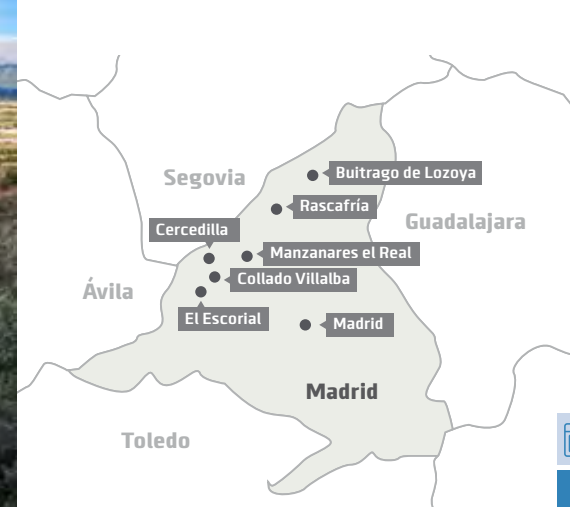 Segovia
Buitrago de Lozoya
Rascafría
Guadalajara
Cercedilla
Manzanares el Real
Collado Villalba
Ávila
El Escorial
Madrid
Madrid
Toledo